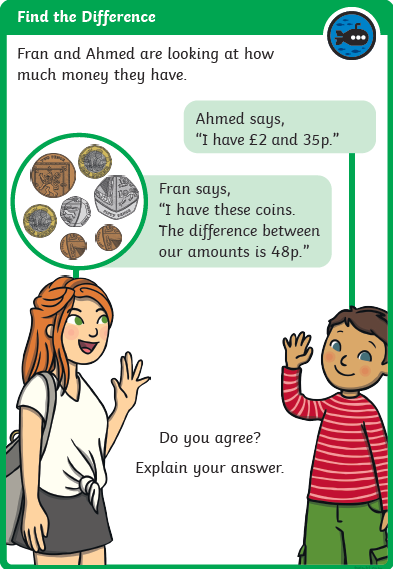 Find the Difference
Fran and Ahmed are looking at how
much money they have.
Ahmed says,
“I have £2 and 35p.”
Fran says,
“I have these coins.
The difference between
our amounts is 48p.”
Do you agree?
Explain your answer.